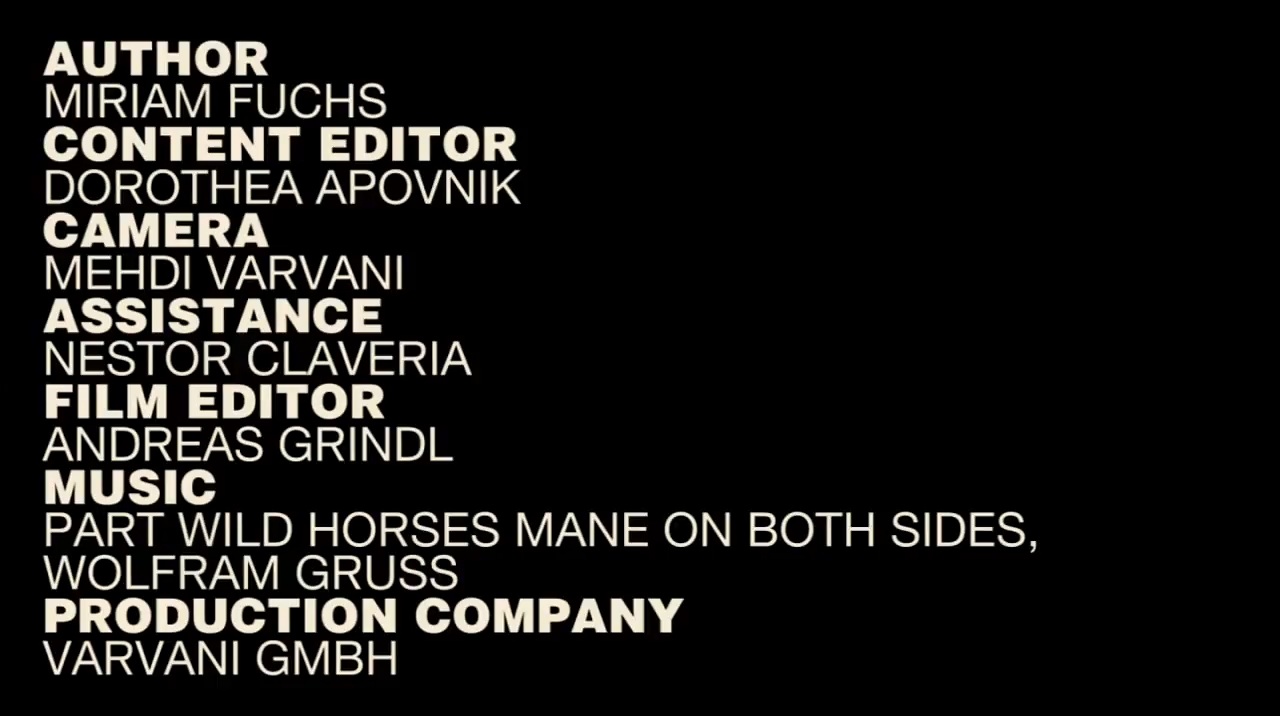 AUTHOR
MIRIAM FUCHS
CONTENT EDITOR
DOROTHEA APOVNIK
CAMERA
MEHDI VARVANI
ASSISTANCE
NESTOR CLAVERIA
FILM EDITOR
ANDREAS GRINDL
MUSIC
PART WILD HORSES MANE ON BOTH SIDES,
WOLFRAM GRUSS
PRODUCTION COMPANY
VARVANI GMBH